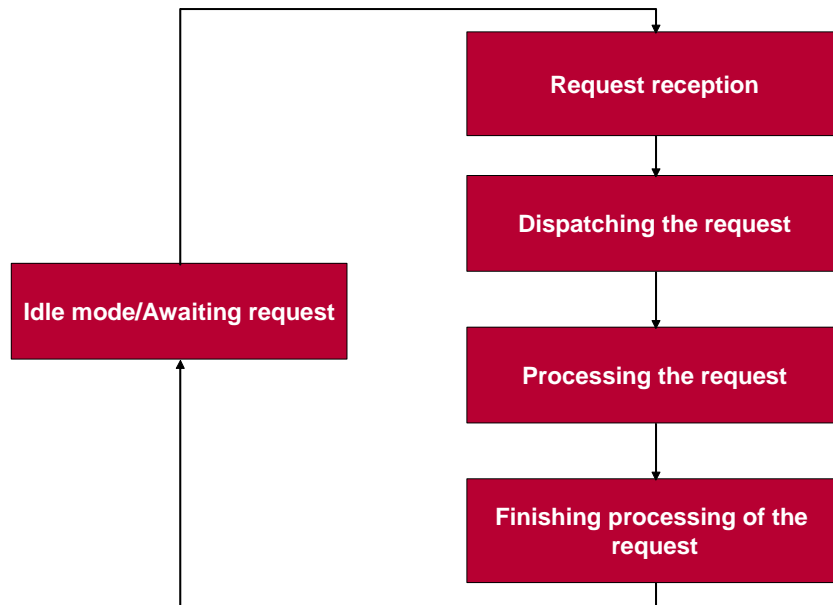 Request reception
Dispatching the request
Idle mode/Awaiting request
Processing the request
Finishing processing of the
request